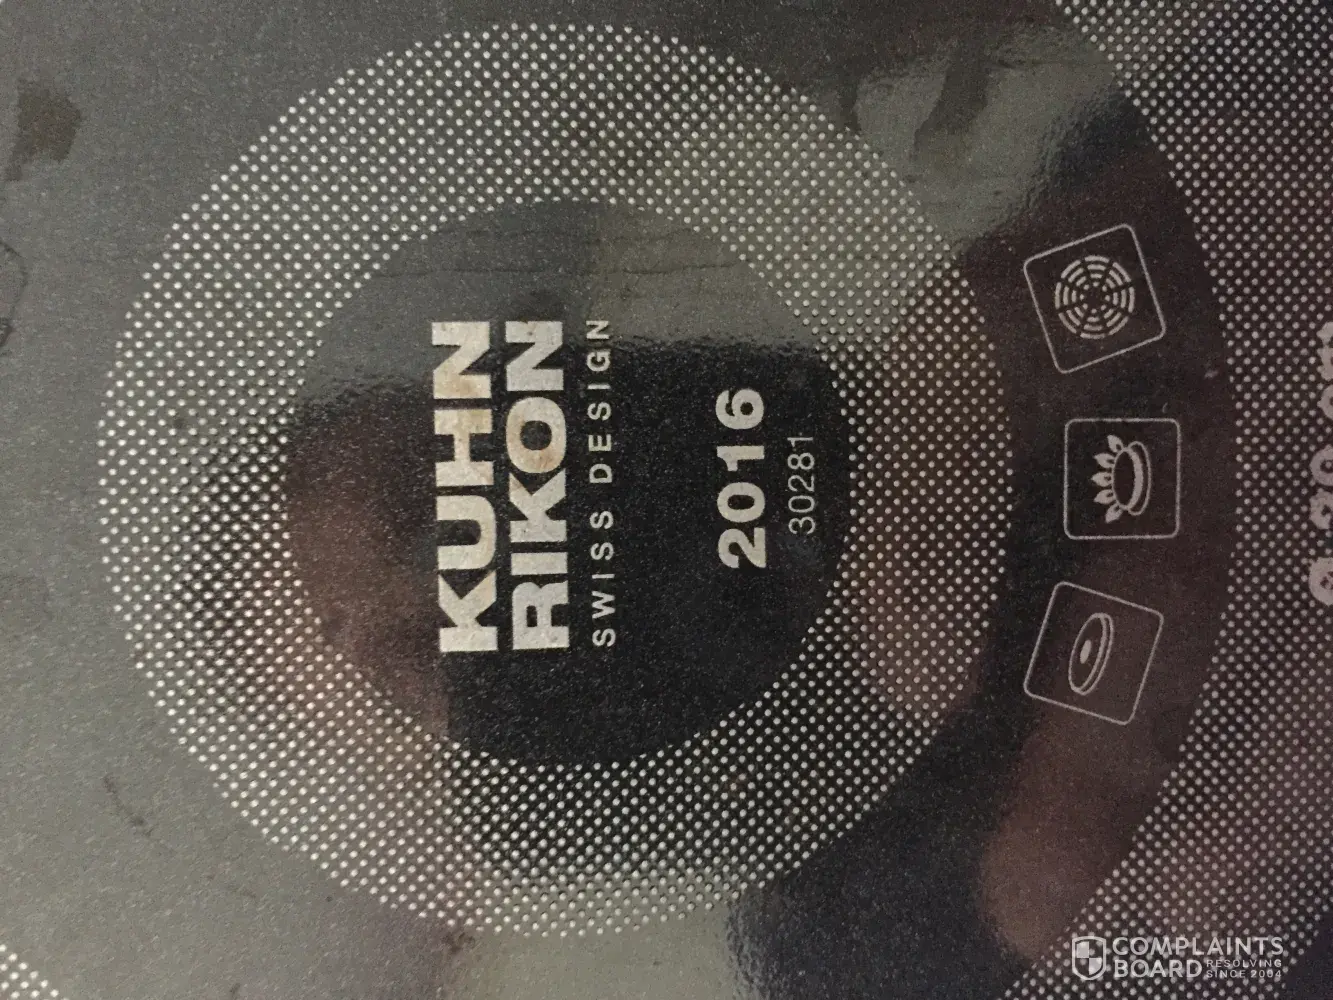 KUHN
RIKON
SWISS DESIGN
2016
30281
COMPLAINTS
BOARD
RESOLVING
SINCE 2004